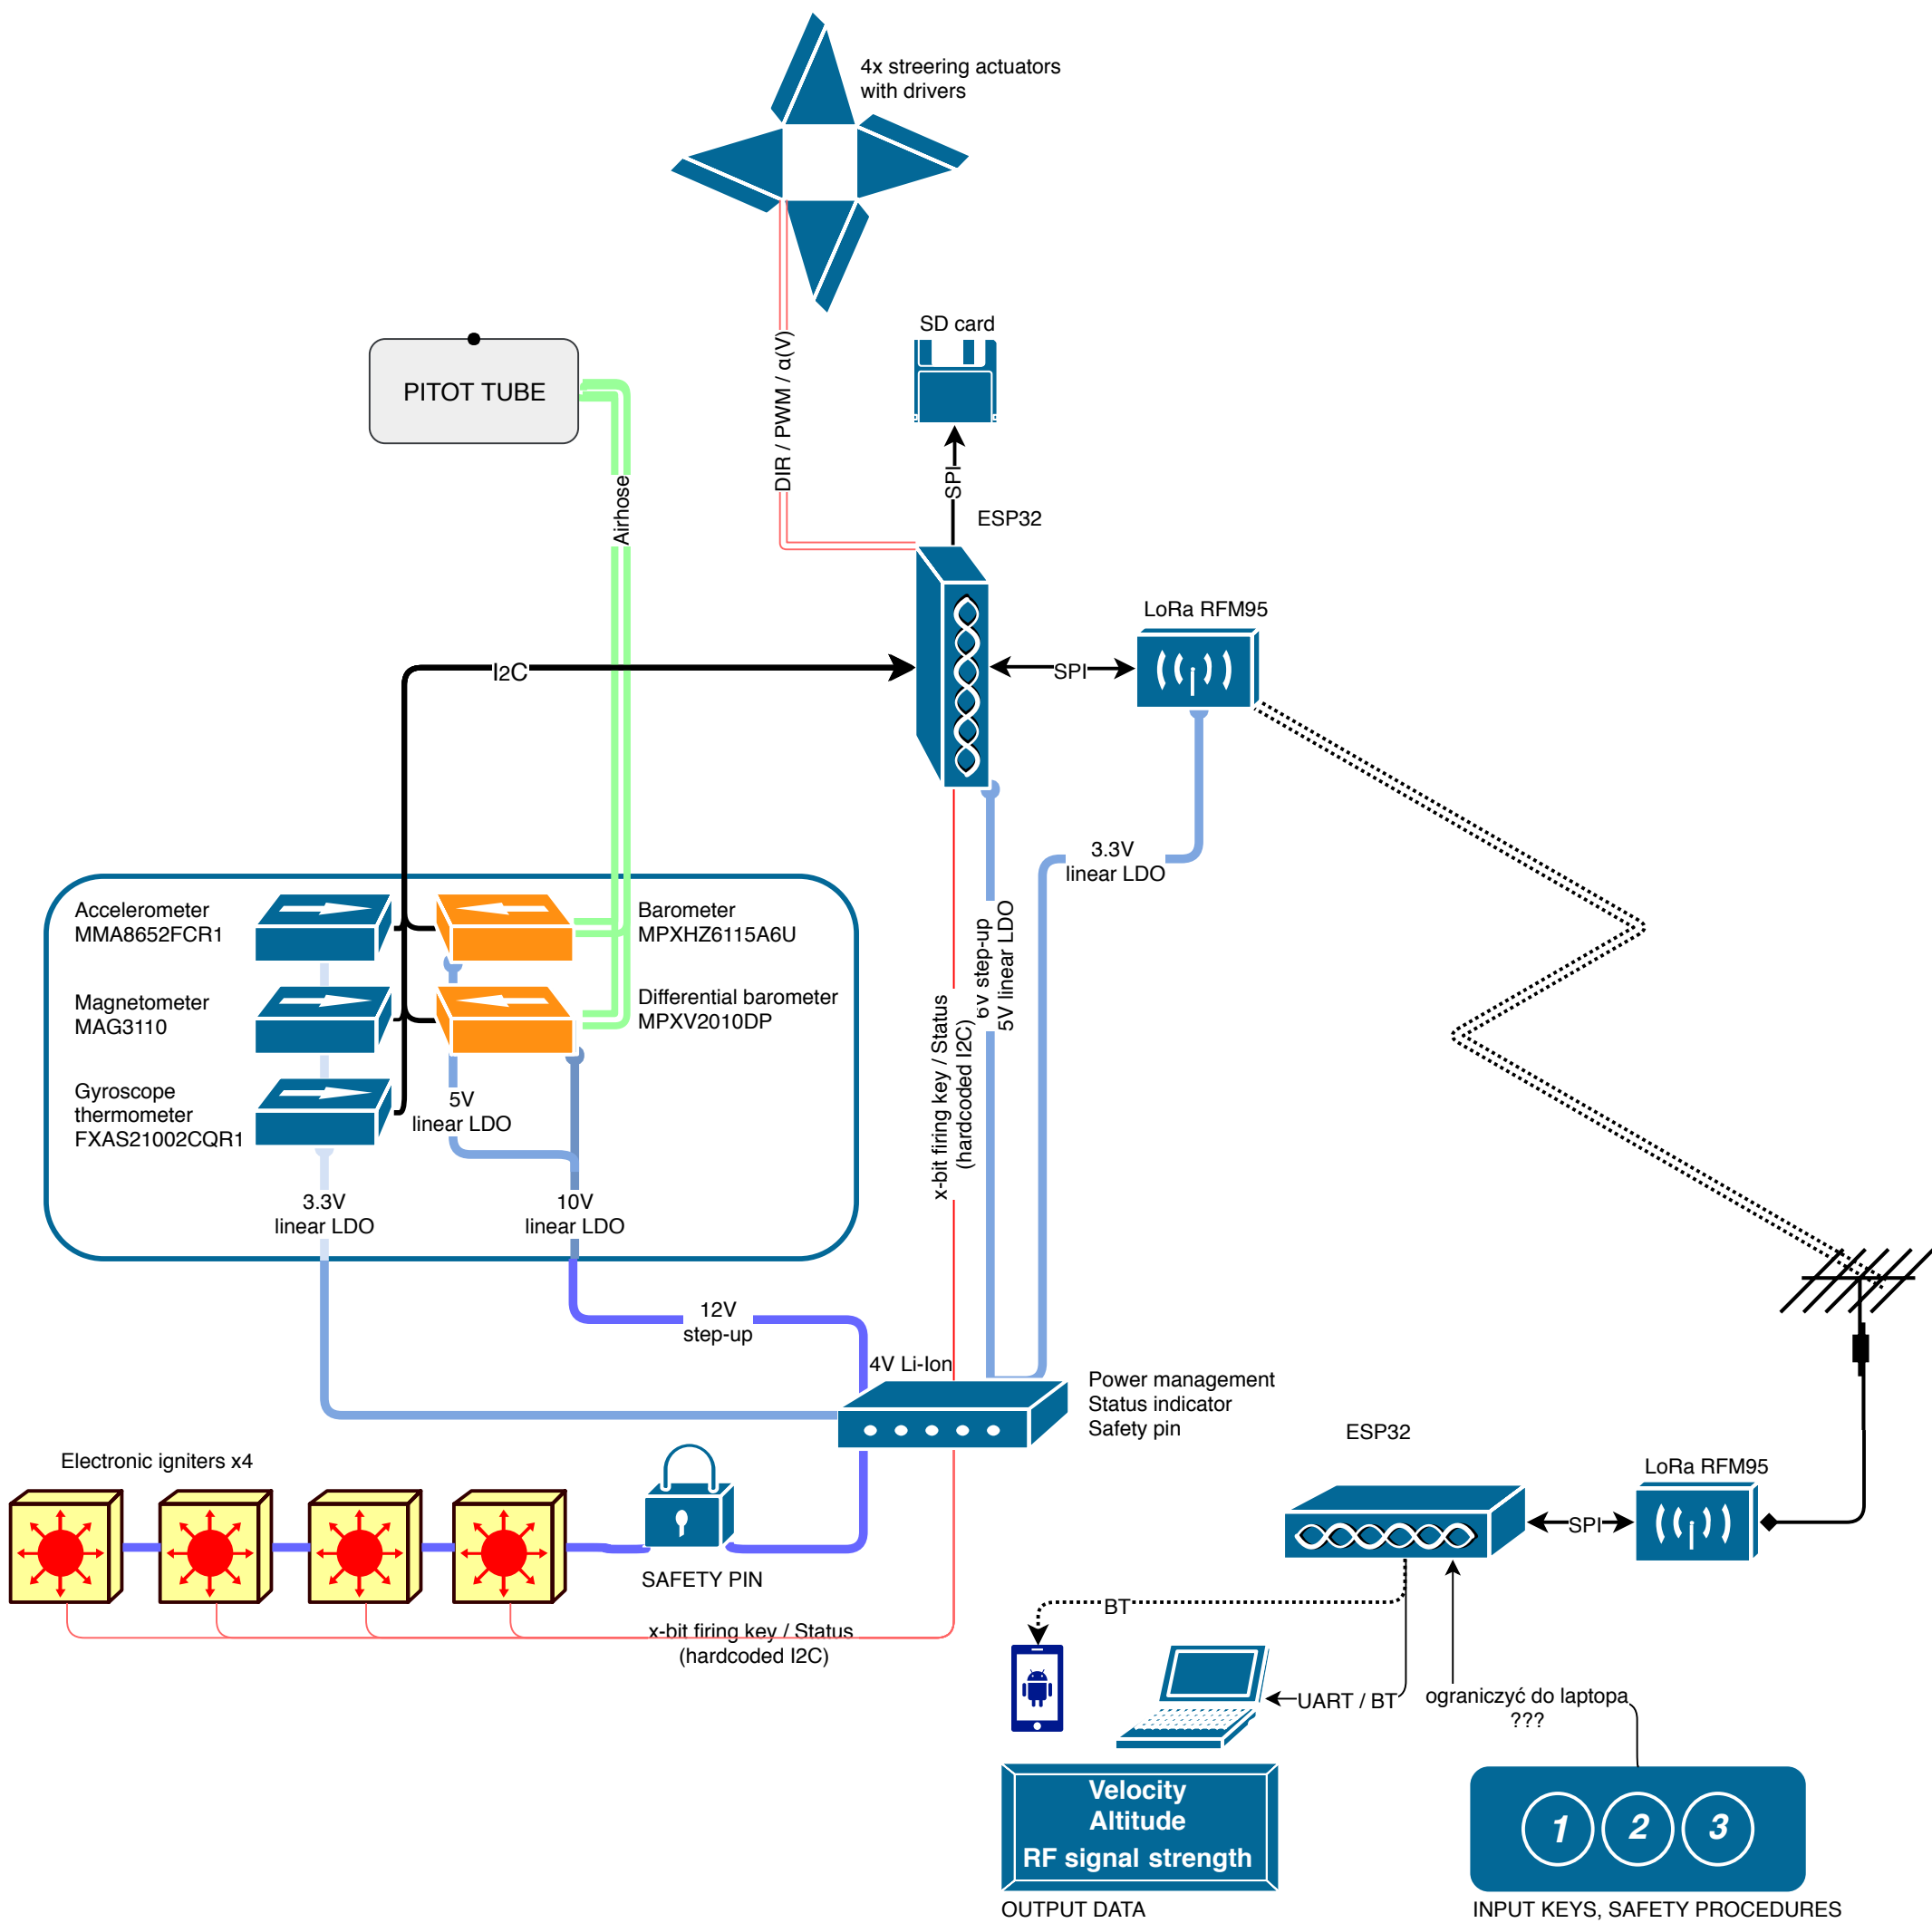 4x streering actuators
with drivers
SD card
PITOT TUBE
DIR / PWM / α(V)
Airhose
SPI
ESP32
LoRa RFM95
I2C
SPI
3.3V
linear LDO
Accelerometer
MMA8652FCR1
Barometer
MPXHZ6115A6U
Magnetometer
MAG3110
Differential barometer
MPXV2010DP
Gyroscope
thermometer
FXAS21002CQR1
5V
linear LDO
3.3V
linear LDO
10V
linear LDO
x-bit firing key / Status
(hardcoded I2C)
6v step-up
5V linear LDO
12V
step-up
4V Li-Ion
Power management
Status indicator
Safety pin
Electronic igniters x4
SAFETY PIN
x-bit firing key / Status
(hardcoded I2C)
ESP32
LoRa RFM95
SPI
BT
UART / BT
ograniczyć do laptopa
???
Velocity
Altitude
RF signal strength
OUTPUT DATA
1 2 3
INPUT KEYS, SAFETY PROCEDURES